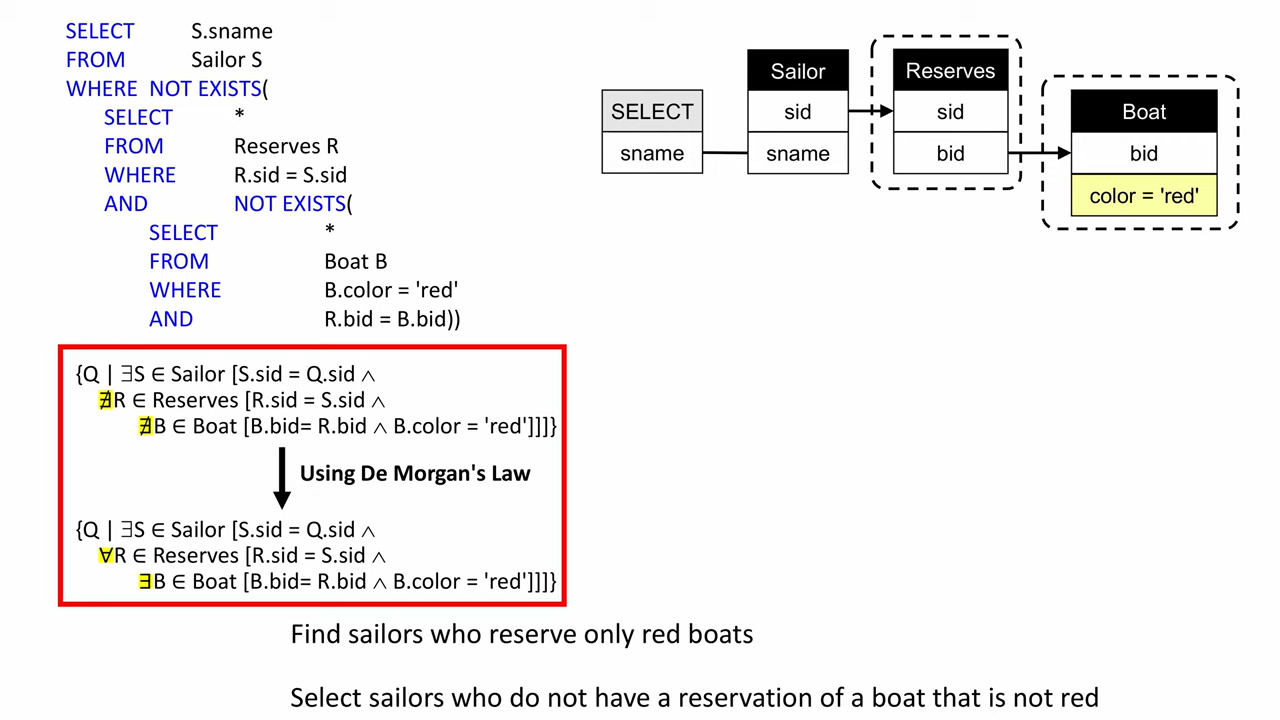 SELECT S.sname
FROM Sailor S
WHERE NOT EXISTS(
SELECT *
FROM Reserves R
WHERE R.sid = S.sid
AND NOT EXISTS(
SELECT *
FROM Boat B
WHERE B.color = 'red'
AND R.bid = B.bid))
{Q | ∃S ∈ Sailor [S.sid = Q.sid ∧
∄R ∈ Reserves [R.sid = S.sid ∧
∄B ∈ Boat [B.bid= R.bid ∧ B.color = 'red']]]}
Using De Morgan's Law
{Q | ∃S ∈ Sailor [S.sid = Q.sid ∧
∀R ∈ Reserves [R.sid = S.sid ∧
∃B ∈ Boat [B.bid= R.bid ∧ B.color = 'red']]]}
SELECT
sname
Sailor
sid
sname
Reserves
sid
bid
Boat
bid
color = 'red'
Find sailors who reserve only red boats
Select sailors who do not have a reservation of a boat that is not red